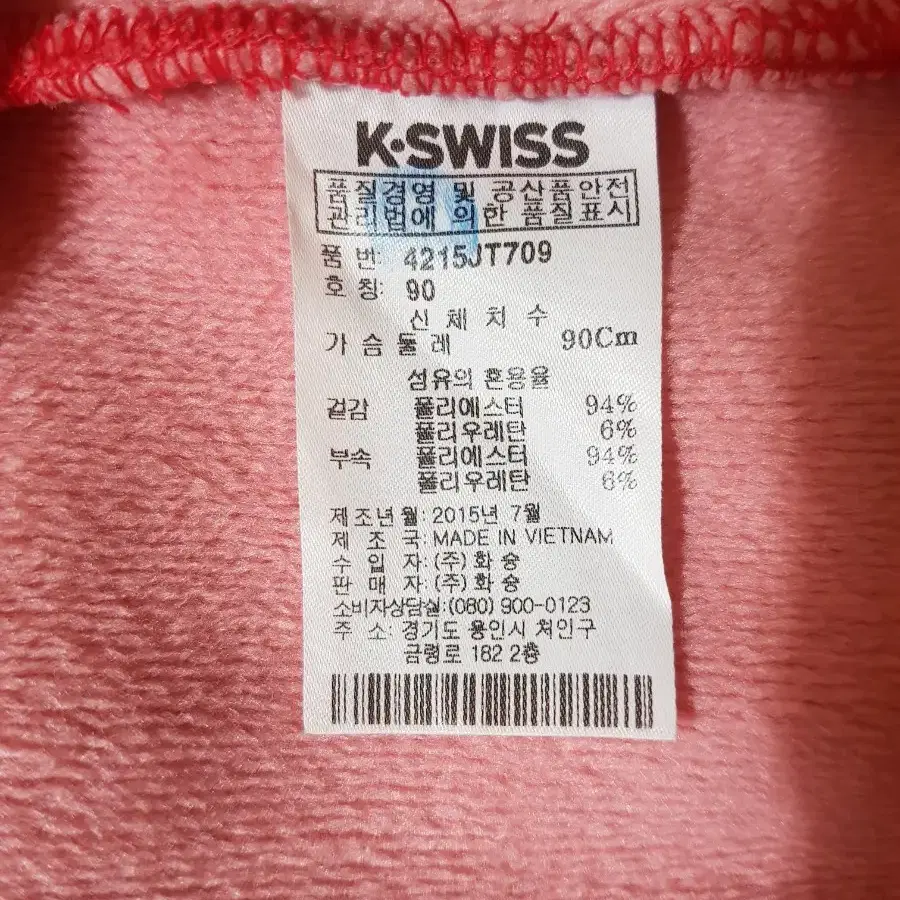 K·SWISS
품질경영 및 공산품안전
관리법에 의한 품질표시
품 번: 4215JT709
호 칭: 90
신 체 치 수
가 슴 둘 레 90Cm
섬유의 혼용율
겉감 폴리에스터 94%
폴리우레탄 6%
부속 폴리에스터 94%
폴리우레탄 6%
제조년월: 2015년 7월
제 조 국: MADE IN VIETNAM
수 입 자: (주) 화 승
판 매 자: (주) 화 승
소비자상담실: (080) 900-0123
주 소: 경기도 용인시 처인구
금령로 182 2층